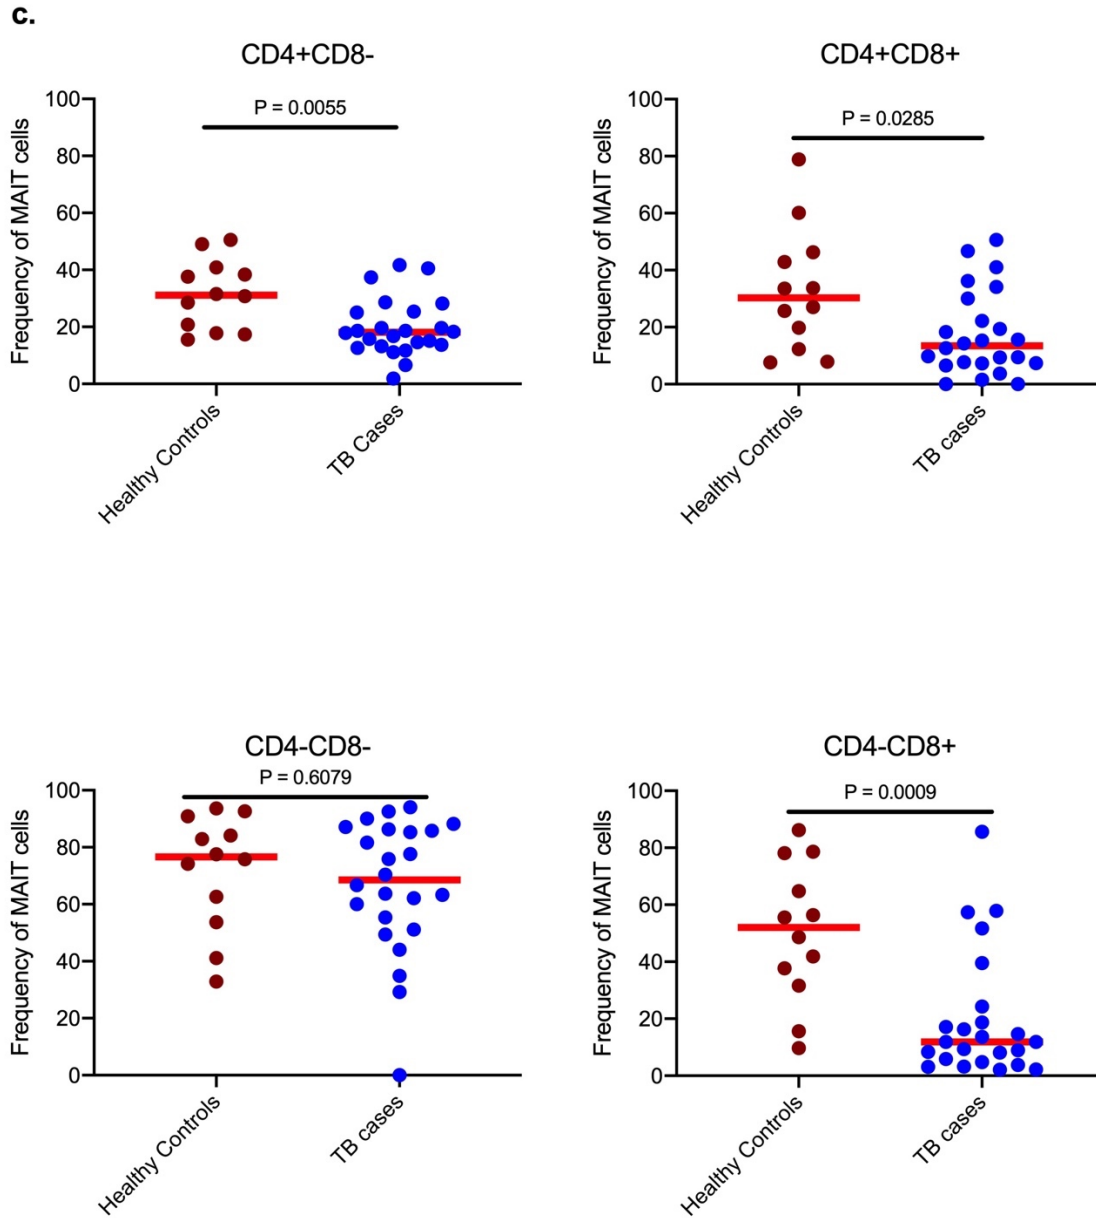 c.
CD4+CD8-
P = 0.0055
Frequency of MAIT cells
100
80
60
40
20
0
Healthy Controls
TB Cases
CD4+CD8+
P = 0.0285
Frequency of MAIT cells
100
80
60
40
20
0
Healthy Controls
TB cases
CD4-CD8-
P = 0.6079
Frequency of MAIT cells
100
80
60
40
20
0
Healthy Controls
TB cases
CD4-CD8+
P = 0.0009
Frequency of MAIT cells
100
80
60
40
20
0
Healthy Controls
TB cases